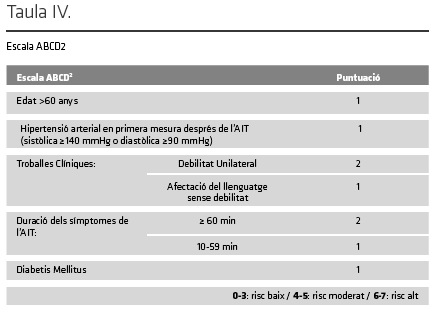 Taula IV.
Escala ABCD2
Escala ABCD² Puntuació
Edat >60 anys 1
Hipertensió arterial en primera mesura després de l'AIT 1
(sistòlica ≥140 mmHg o diastòlica ≥90 mmHg)
Troballes Clíniques: Debilitat Unilateral 2
Afectació del llenguatge 1
sense debilitat
Duració dels símptomes de ≥ 60 min 2
l'AIT:
10-59 min 1
Diabetis Mellitus 1
0-3: risc baix / 4-5: risc moderat / 6-7: risc alt